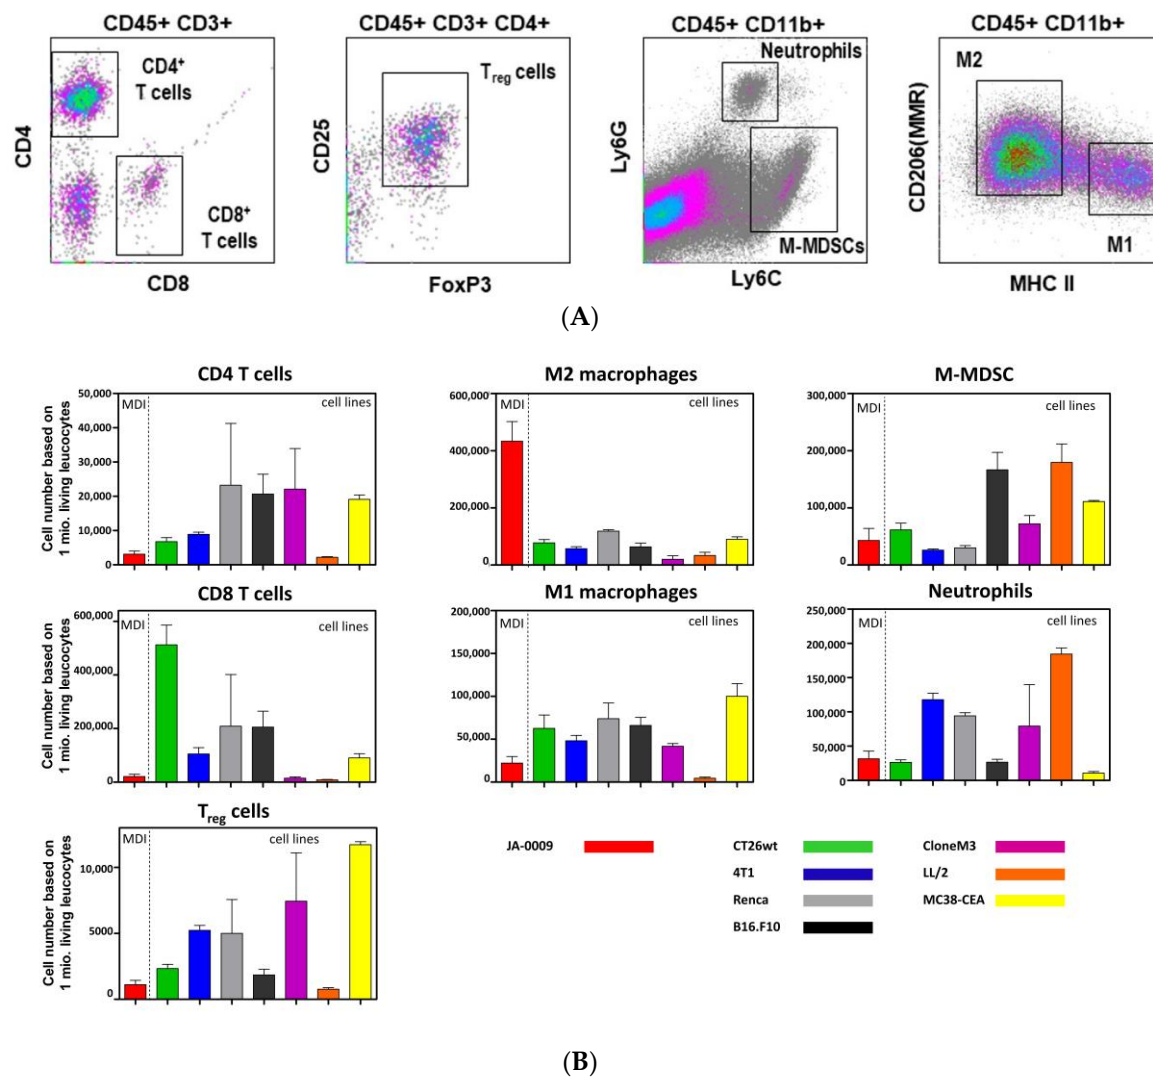 CD45+ CD3+
CD4+ T cells
CD8+ T cells
CD4
CD8
CD45+ CD3+ CD4+
Treg cells
CD25
FoxP3
CD45+ CD11b+
Neutrophils
M-MDSCs
Ly6G
Ly6C
CD45+ CD11b+
M2
M1
CD206(MMR)
MHC II
(A)
CD4 T cells
Cell number based on
1 mio. living leucocytes
50,000
40,000
30,000
20,000
10,000
0
MDI
cell lines
M2 macrophages
600,000
400,000
200,000
0
MDI
cell lines
M-MDSC
300,000
200,000
100,000
0
MDI
cell lines
CD8 T cells
Cell number based on
1 mio. living leucocytes
600,000
400,000
200,000
0
MDI
cell lines
M1 macrophages
200,000
150,000
100,000
50,000
0
MDI
cell lines
Neutrophils
250,000
200,000
150,000
100,000
50,000
0
MDI
cell lines
Treg cells
Cell number based on
1 mio. living leucocytes
10,000
5000
0
MDI
cell lines
JA-0009
CT26wt
4T1
Renca
B16.F10
CloneM3
LL/2
MC38-CEA
(B)